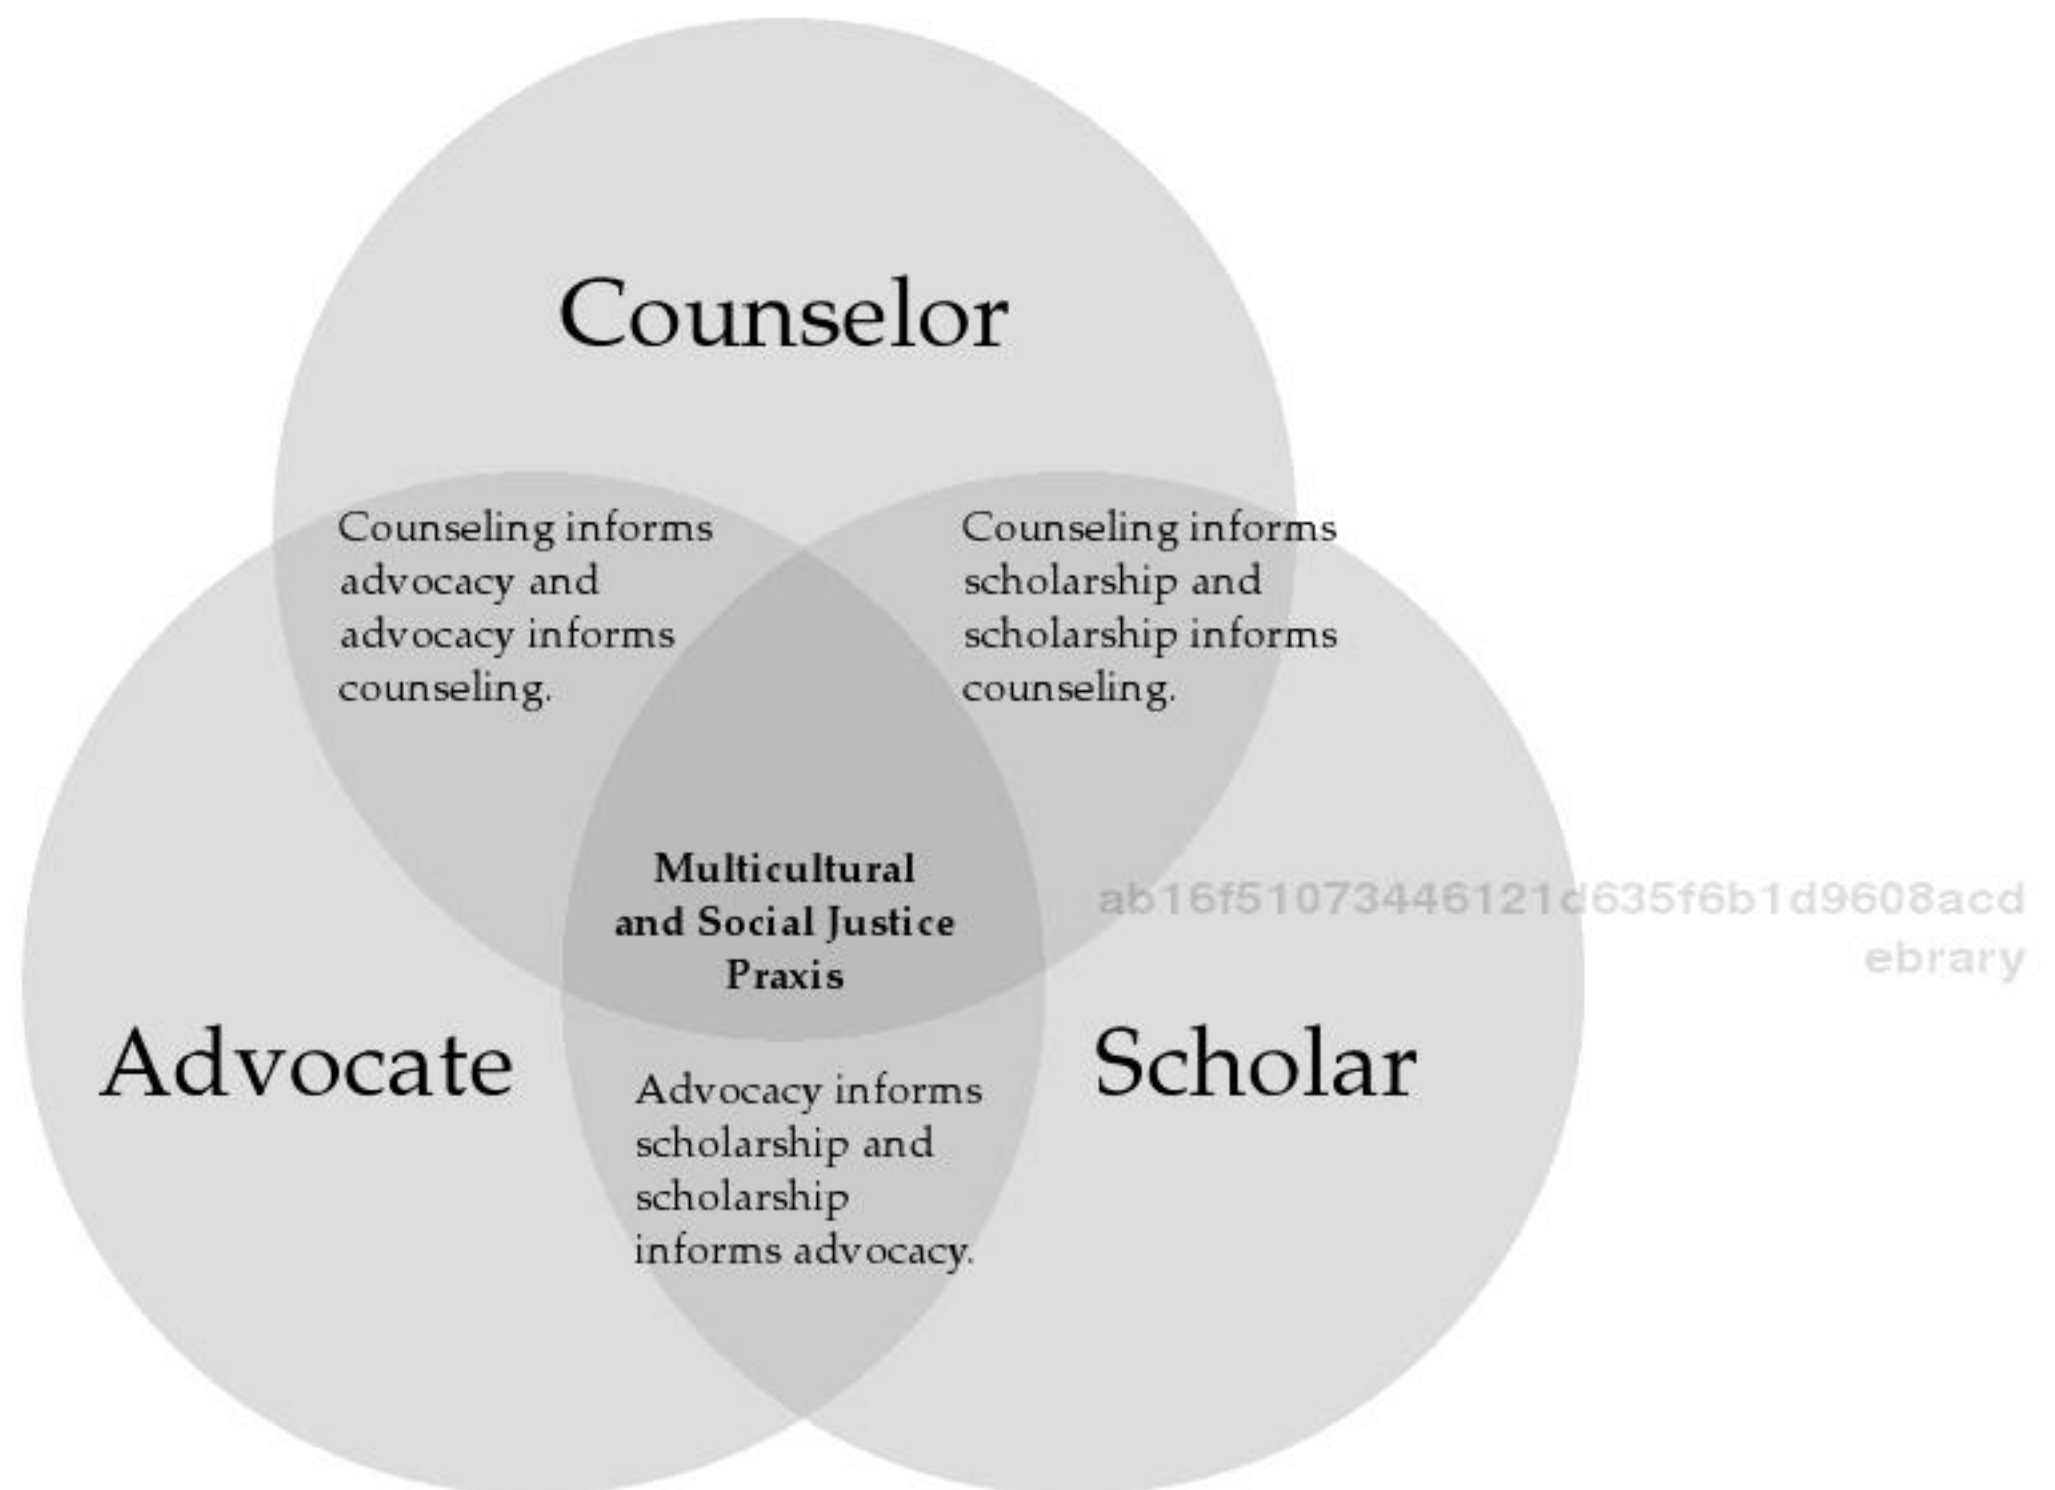 Counselor
Counseling informs
advocacy and
advocacy informs
counseling.
Counseling informs
scholarship and
scholarship informs
counseling.
Multicultural
and Social Justice
Praxis
ab16f51073446121d635f6b1d9608acd
ebrary
Advocate
Scholar
Advocacy informs
scholarship and
scholarship
informs advocacy.